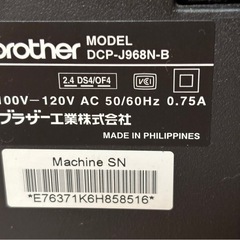 brother
MODEL
DCP-J968N-B
2.4 DS4/OF4
VCI
100V－120V AC 50/60Hz 0.75A
ブラザー工業株式会社
MADE IN PHILIPPINES
Machine SN
*E76371K6H858516*